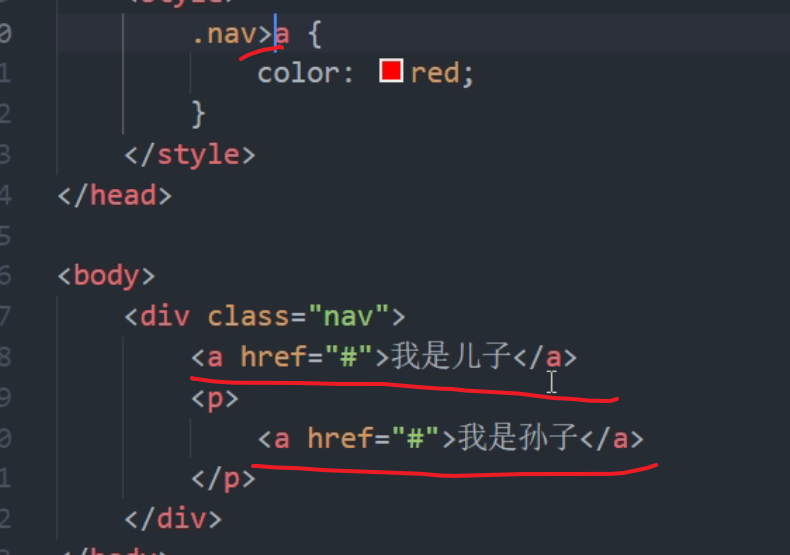 <style>
0 .nav>a {
1 color: red;
2 }
3 </style>
4 </head>
5
6 <body>
7 <div class="nav">
8 <a href="#">我是儿子</a>
9 <p>
0 <a href="#">我是孙子</a>
1 </p>
2 </div>
</body>